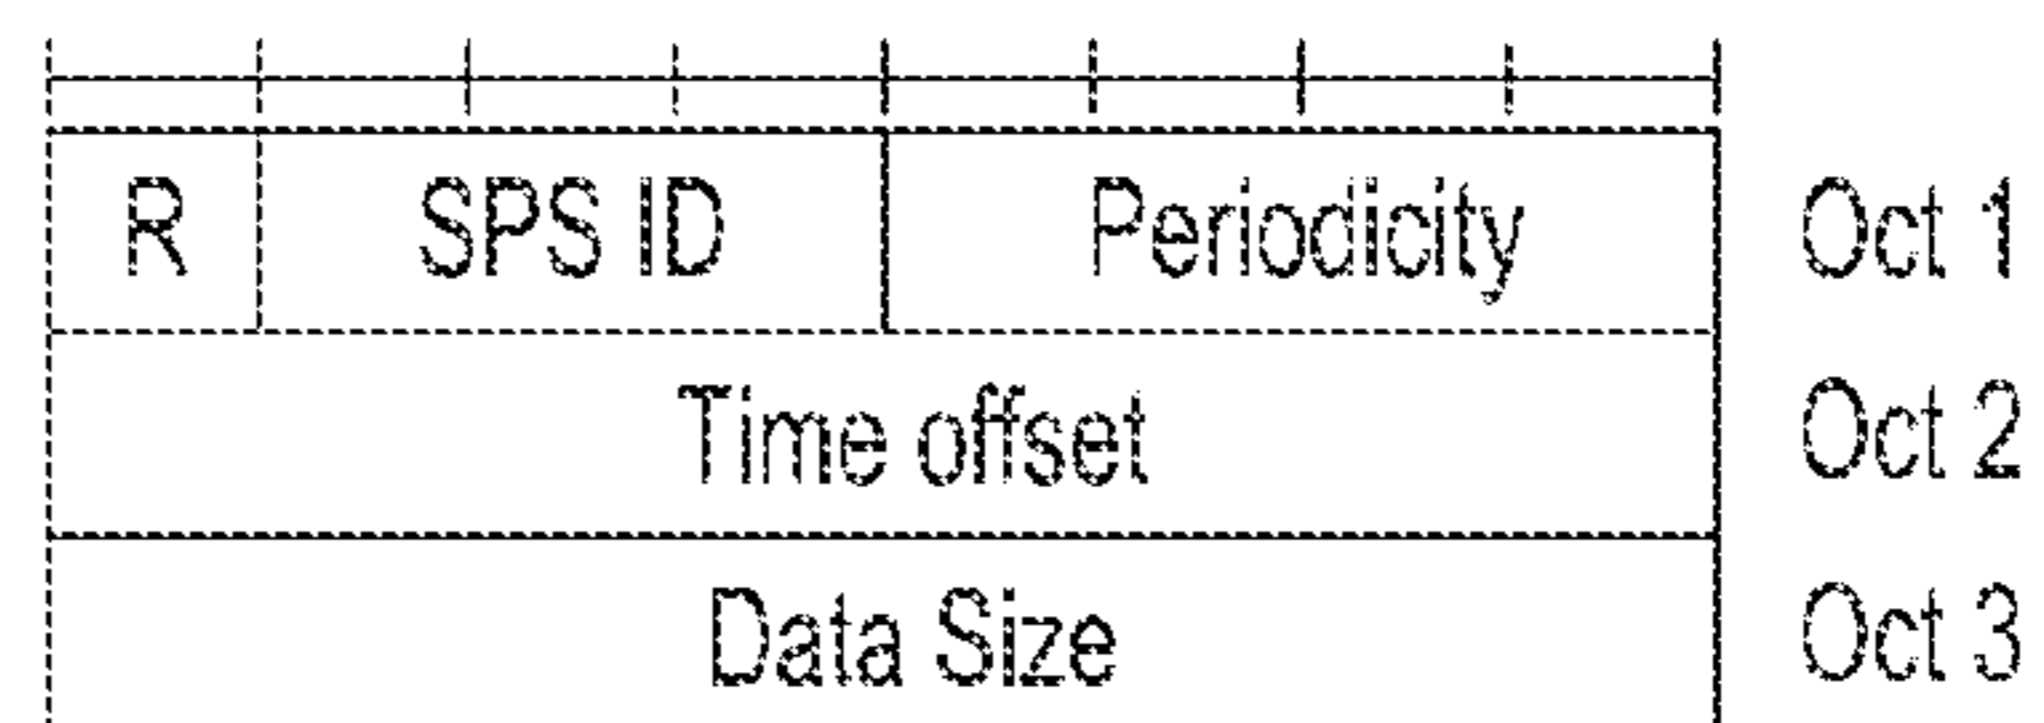 R SPS ID Periodicity Oct 1
Time offset Oct 2
Data Size Oct 3